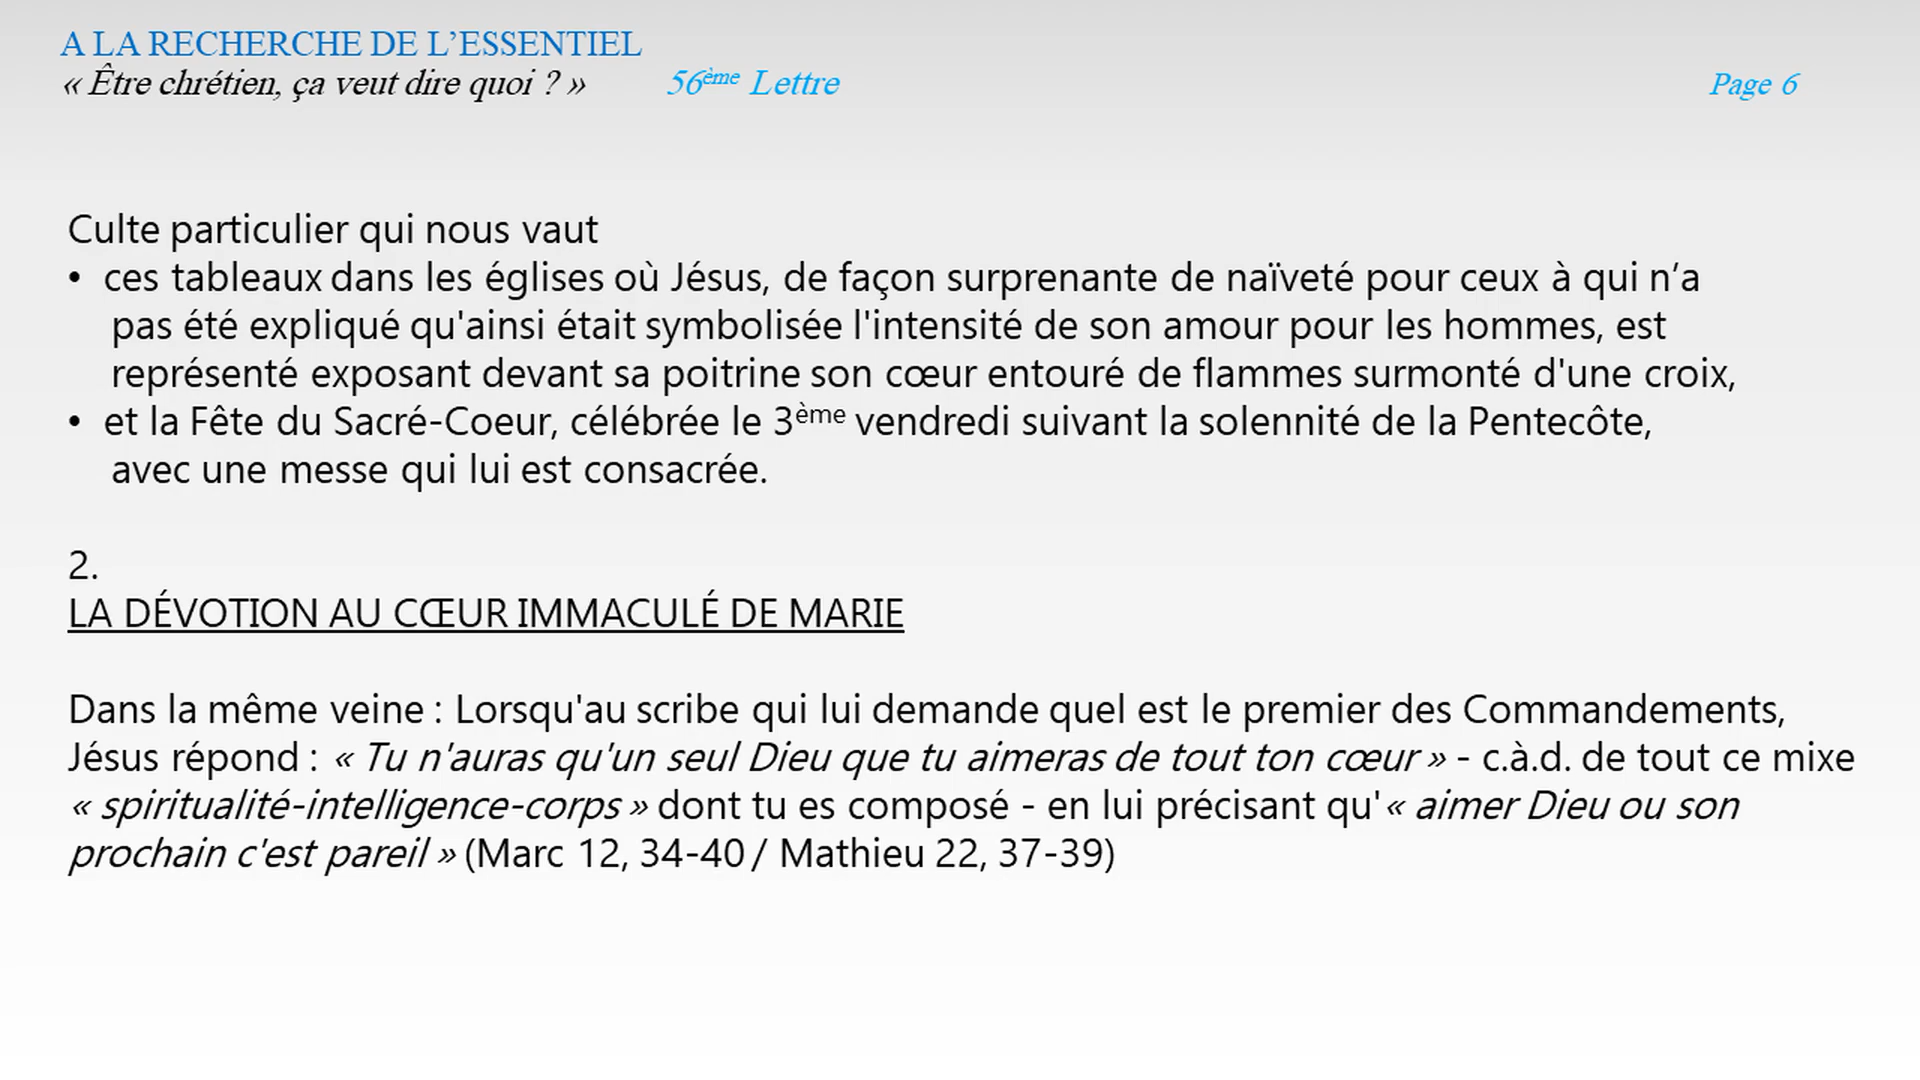 A LA RECHERCHE DE L’ESSENTIEL
« Être chrétien, ça veut dire quoi ? » 56ème Lettre Page 6
Culte particulier qui nous vaut
• ces tableaux dans les églises où Jésus, de façon surprenante de naïveté pour ceux à qui n’a
pas été expliqué qu'ainsi était symbolisée l'intensité de son amour pour les hommes, est
représenté exposant devant sa poitrine son cœur entouré de flammes surmonté d'une croix,
• et la Fête du Sacré-Coeur, célébrée le 3ème vendredi suivant la solennité de la Pentecôte,
avec une messe qui lui est consacrée.
2.
LA DÉVOTION AU CŒUR IMMACULÉ DE MARIE
Dans la même veine : Lorsqu'au scribe qui lui demande quel est le premier des Commandements,
Jésus répond : « Tu n'auras qu'un seul Dieu que tu aimeras de tout ton cœur » - c.à.d. de tout ce mixe
« spiritualité-intelligence-corps » dont tu es composé - en lui précisant qu'« aimer Dieu ou son
prochain c'est pareil » (Marc 12, 34-40 / Mathieu 22, 37-39)